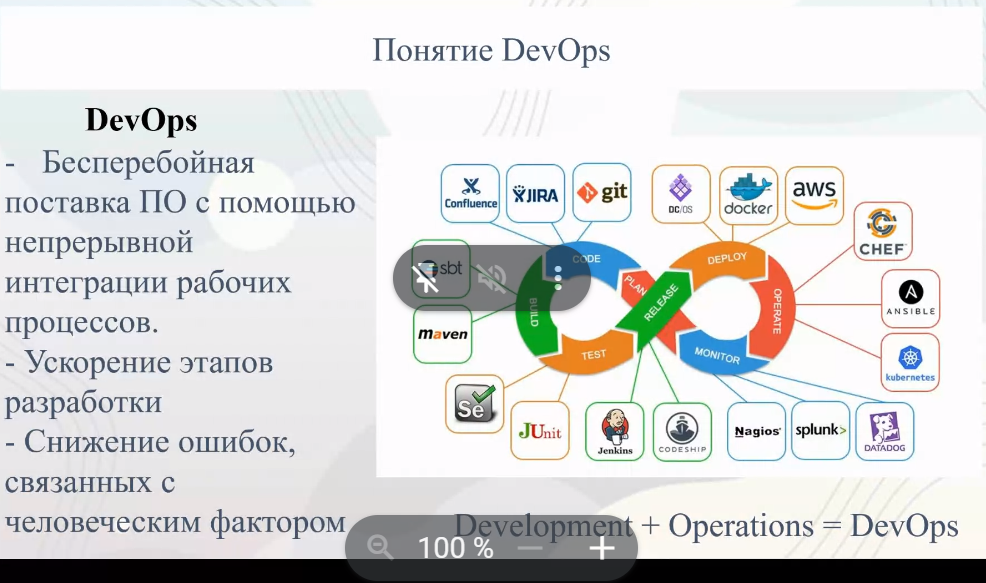 Понятие DevOps
DevOps
- Бесперебойная
поставка ПО с помощью
непрерывной
интеграции рабочих
процессов.
- Ускорение этапов
разработки
- Снижение ошибок,
связанных с
человеческим фактором
Confluence
JIRA
git
DC/OS
docker
aws
CHEF
sbt
CODE
DEPLOY
PLAN
RELEASE
OPERATE
BUILD
ANSIBLE
maven
TEST
MONITOR
kubernetes
Se
JUnit
Jenkins
CODESHIP
Nagios
splunk>
DATADOG
Development + Operations = DevOps
100 %